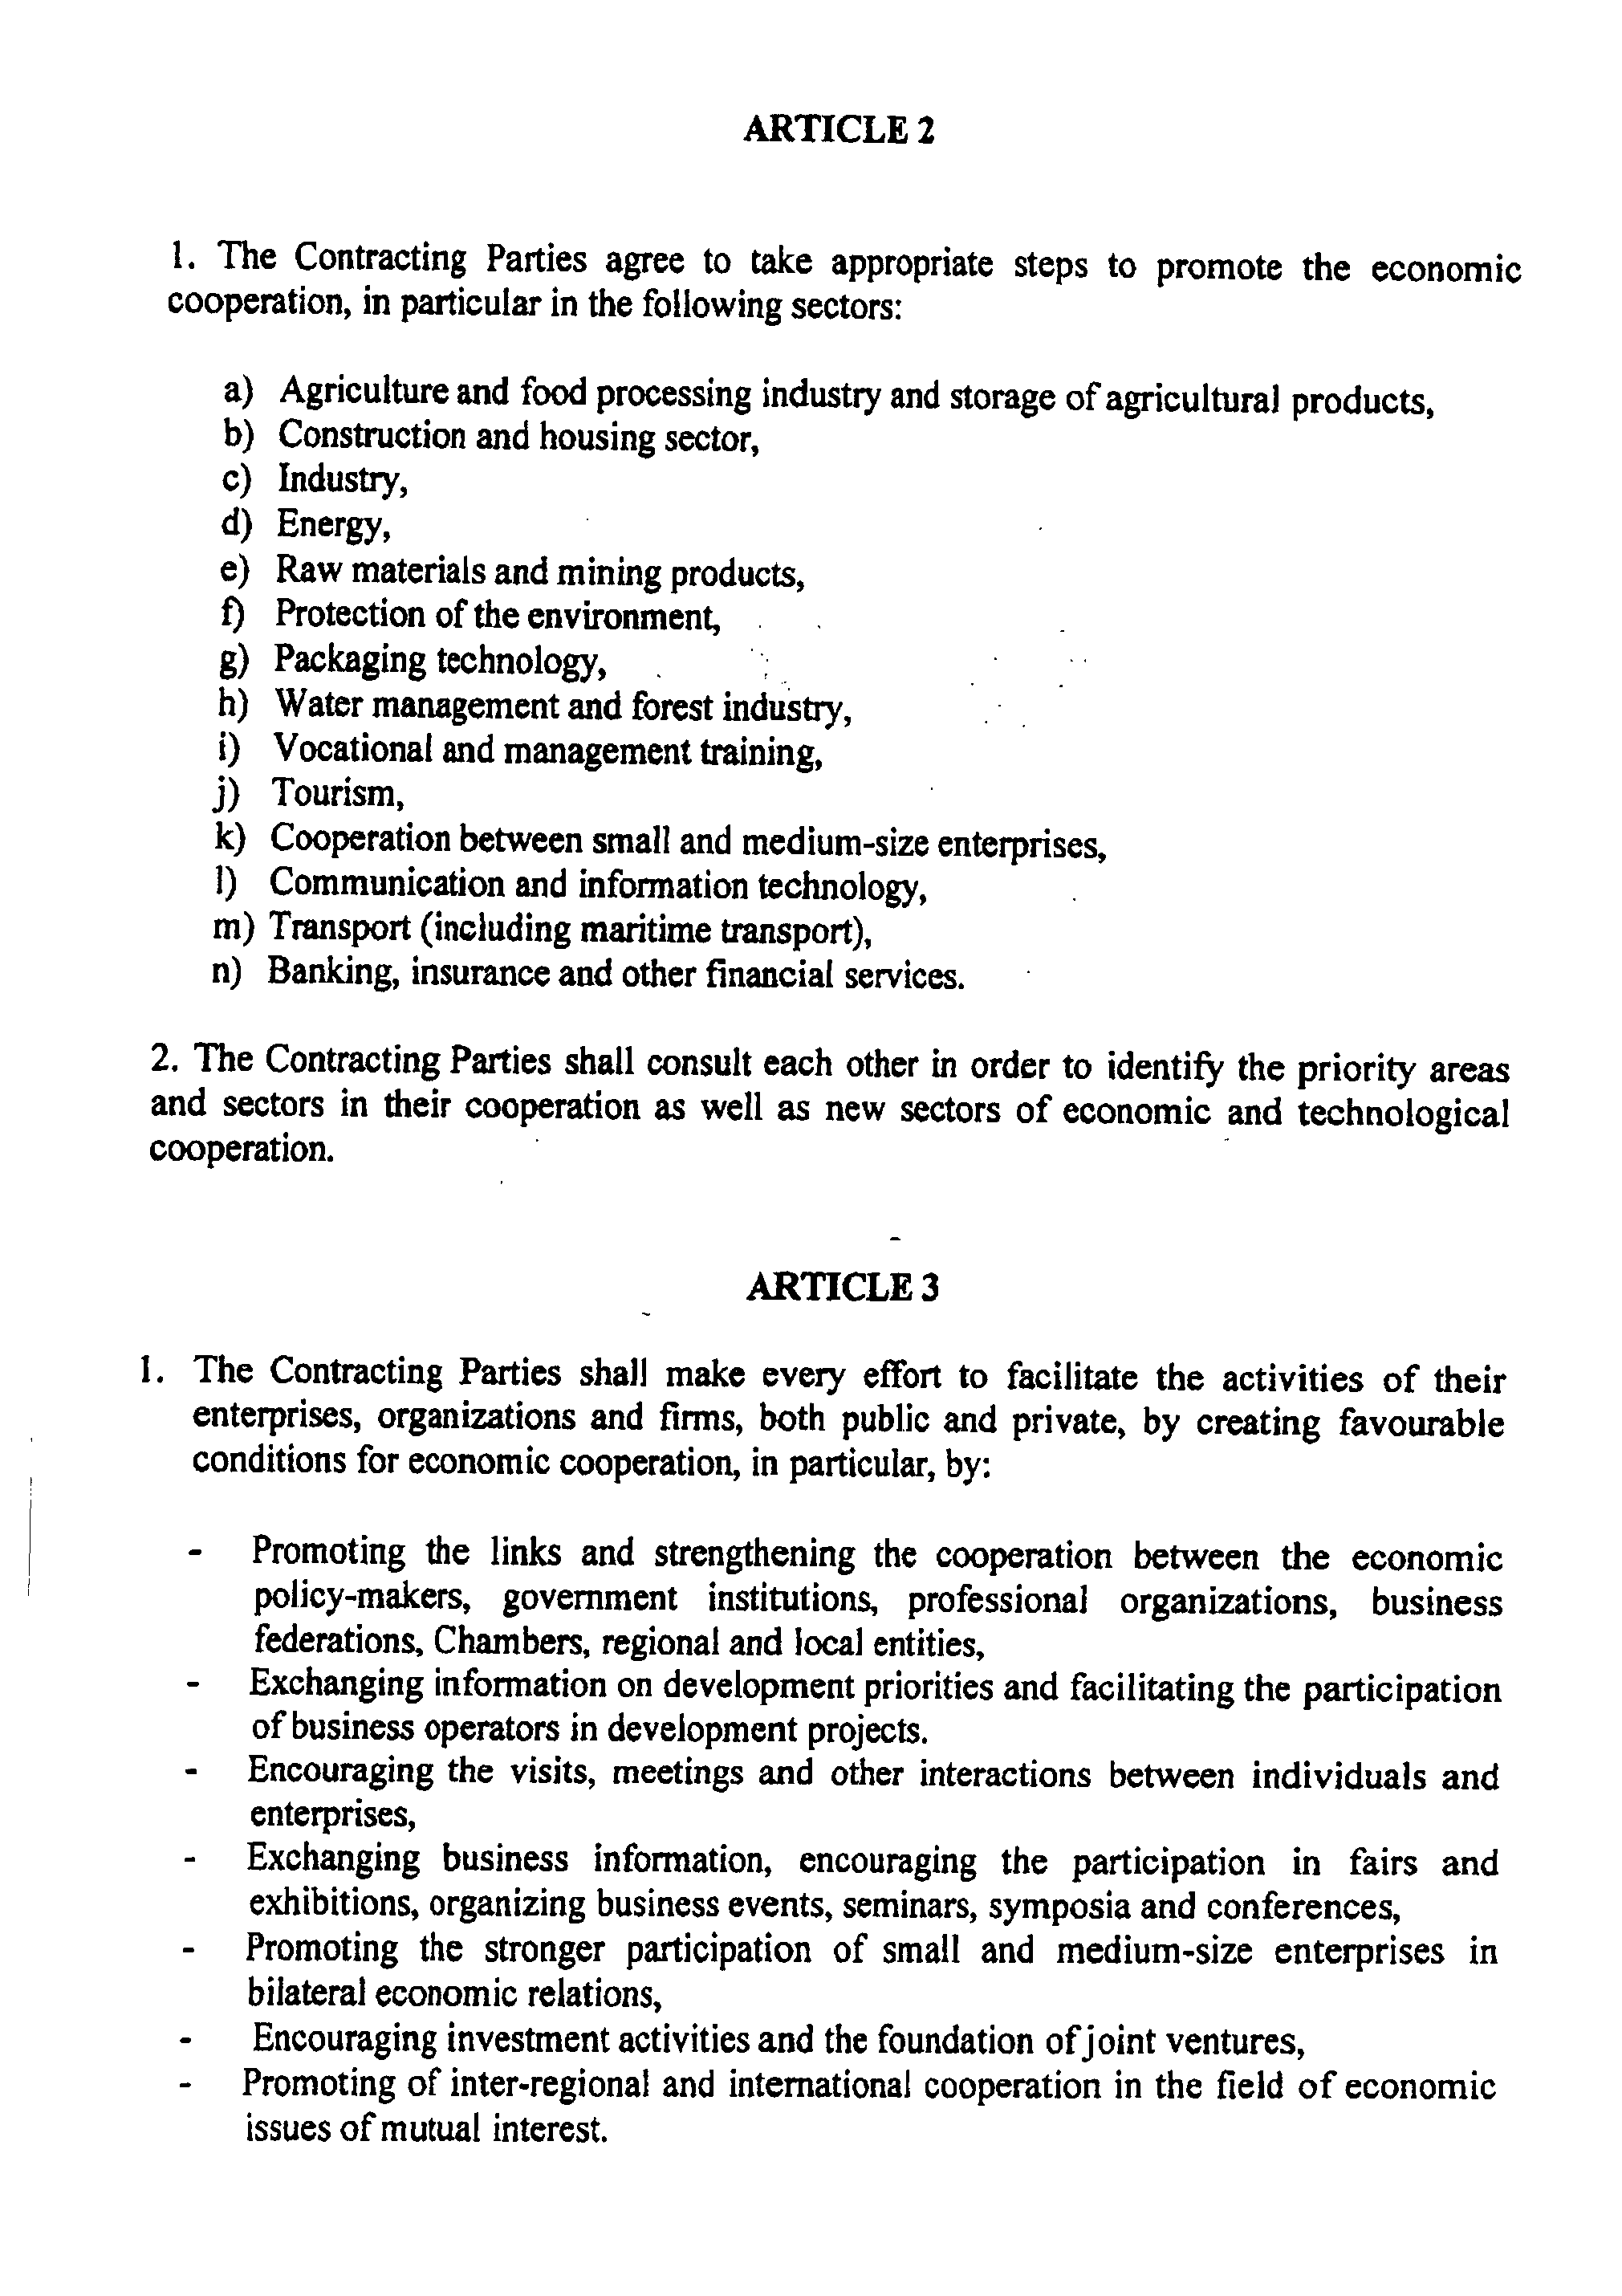 ARTICLE 2
1. The Contracting Parties agree to take appropriate steps to promote the economic
cooperation, in particular in the following sectors:
a) Agriculture and food processing industry and storage of agricultural products,
b) Construction and housing sector,
c) Industry,
d) Energy,
e) Raw materials and mining products,
f) Protection of the environment,
g) Packaging technology,
h) Water management and forest industry,
i) Vocational and management training,
j) Tourism,
k) Cooperation between small and medium-size enterprises,
l) Communication and information technology,
m) Transport (including maritime transport),
n) Banking, insurance and other financial services.
2. The Contracting Parties shall consult each other in order to identify the priority areas
and sectors in their cooperation as well as new sectors of economic and technological
cooperation.
ARTICLE 3
1. The Contracting Parties shall make every effort to facilitate the activities of their
enterprises, organizations and firms, both public and private, by creating favourable
conditions for economic cooperation, in particular, by:
- Promoting the links and strengthening the cooperation between the economic
policy-makers, government institutions, professional organizations, business
federations, Chambers, regional and local entities,
- Exchanging information on development priorities and facilitating the participation
of business operators in development projects.
- Encouraging the visits, meetings and other interactions between individuals and
enterprises,
- Exchanging business information, encouraging the participation in fairs and
exhibitions, organizing business events, seminars, symposia and conferences,
- Promoting the stronger participation of small and medium-size enterprises in
bilateral economic relations,
- Encouraging investment activities and the foundation of joint ventures,
- Promoting of inter-regional and international cooperation in the field of economic
issues of mutual interest.